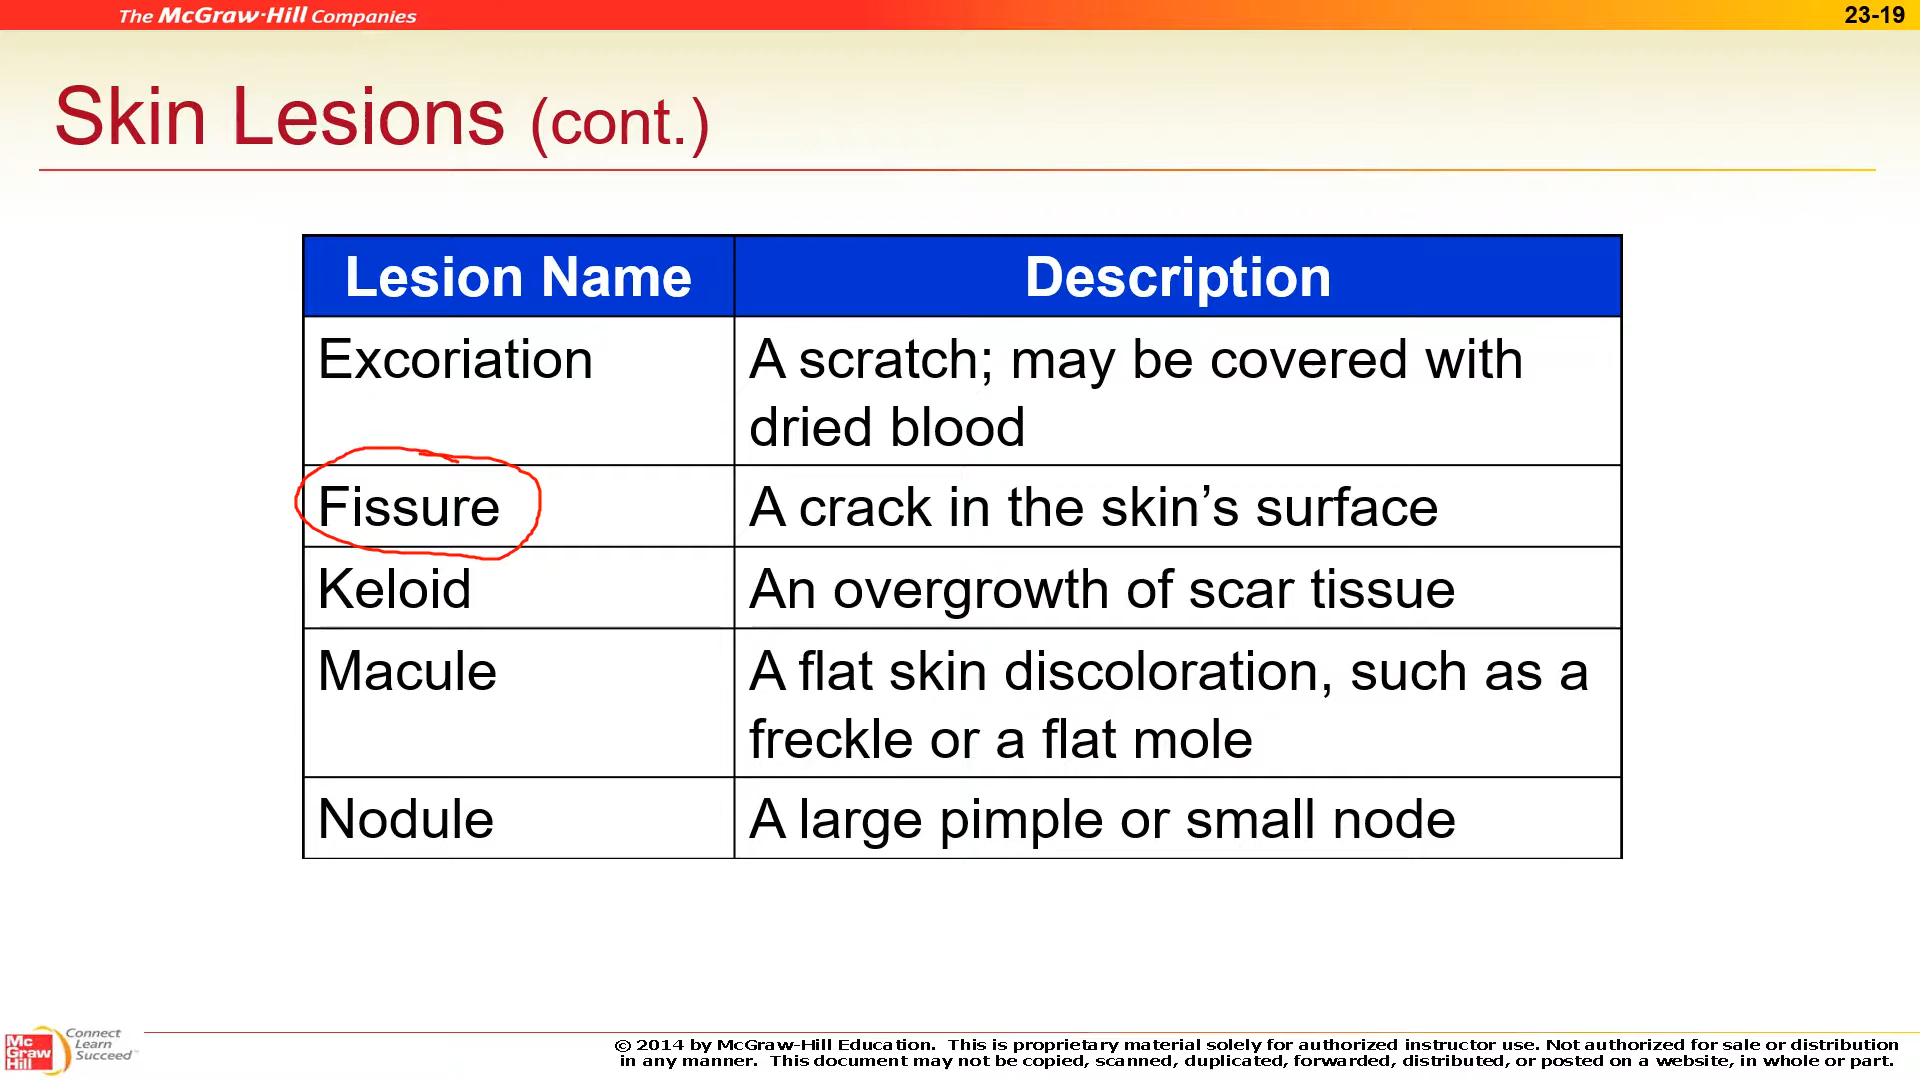 The McGraw-Hill Companies
23-19
Skin Lesions (cont.)
Lesion Name
Description
Excoriation
A scratch; may be covered with
dried blood
Fissure
A crack in the skin’s surface
Keloid
An overgrowth of scar tissue
Macule
A flat skin discoloration, such as a
freckle or a flat mole
Nodule
A large pimple or small node
Mc
Graw
Hill
Connect
Learn
Succeed™
© 2014 by McGraw-Hill Education. This is proprietary material solely for authorized instructor use. Not authorized for sale or distribution
in any manner. This document may not be copied, scanned, duplicated, forwarded, distributed, or posted on a website, in whole or part.